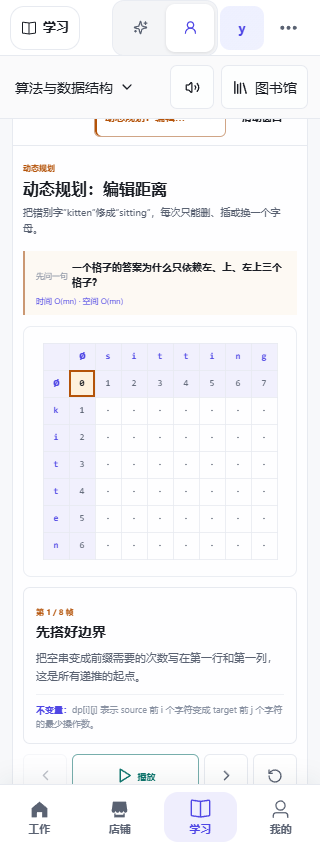 学习
y
算法与数据结构
图书馆
动态规划
动态规划：编辑距离
把错别字“kitten”修成“sitting”，每次只能删、插或换一个字
母。
先问一句 一个格子的答案为什么只依赖左、上、左上三个
格子？
时间 O(mn) · 空间 O(mn)
Ø s i t t i n g
Ø 0 1 2 3 4 5 6 7
k 1 · · · · · · ·
i 2 · · · · · · ·
t 3 · · · · · · ·
t 4 · · · · · · ·
e 5 · · · · · · ·
n 6 · · · · · · ·
第 1 / 8 帧
先搭好边界
把空串变成前缀需要的次数写在第一行和第一列，
这是所有递推的起点。
不变量：dp[i][j] 表示 source 前 i 个字符变成 target 前 j 个字符
的最少操作数。
播放
工作 店铺 学习 我的